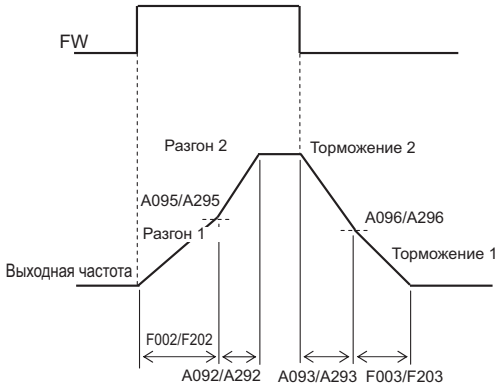 FW
Разгон 2
Торможение 2
A095/A295
A096/A296
Разгон 1
Торможение 1
Выходная частота
F002/F202
A092/A292
A093/A293
F003/F203